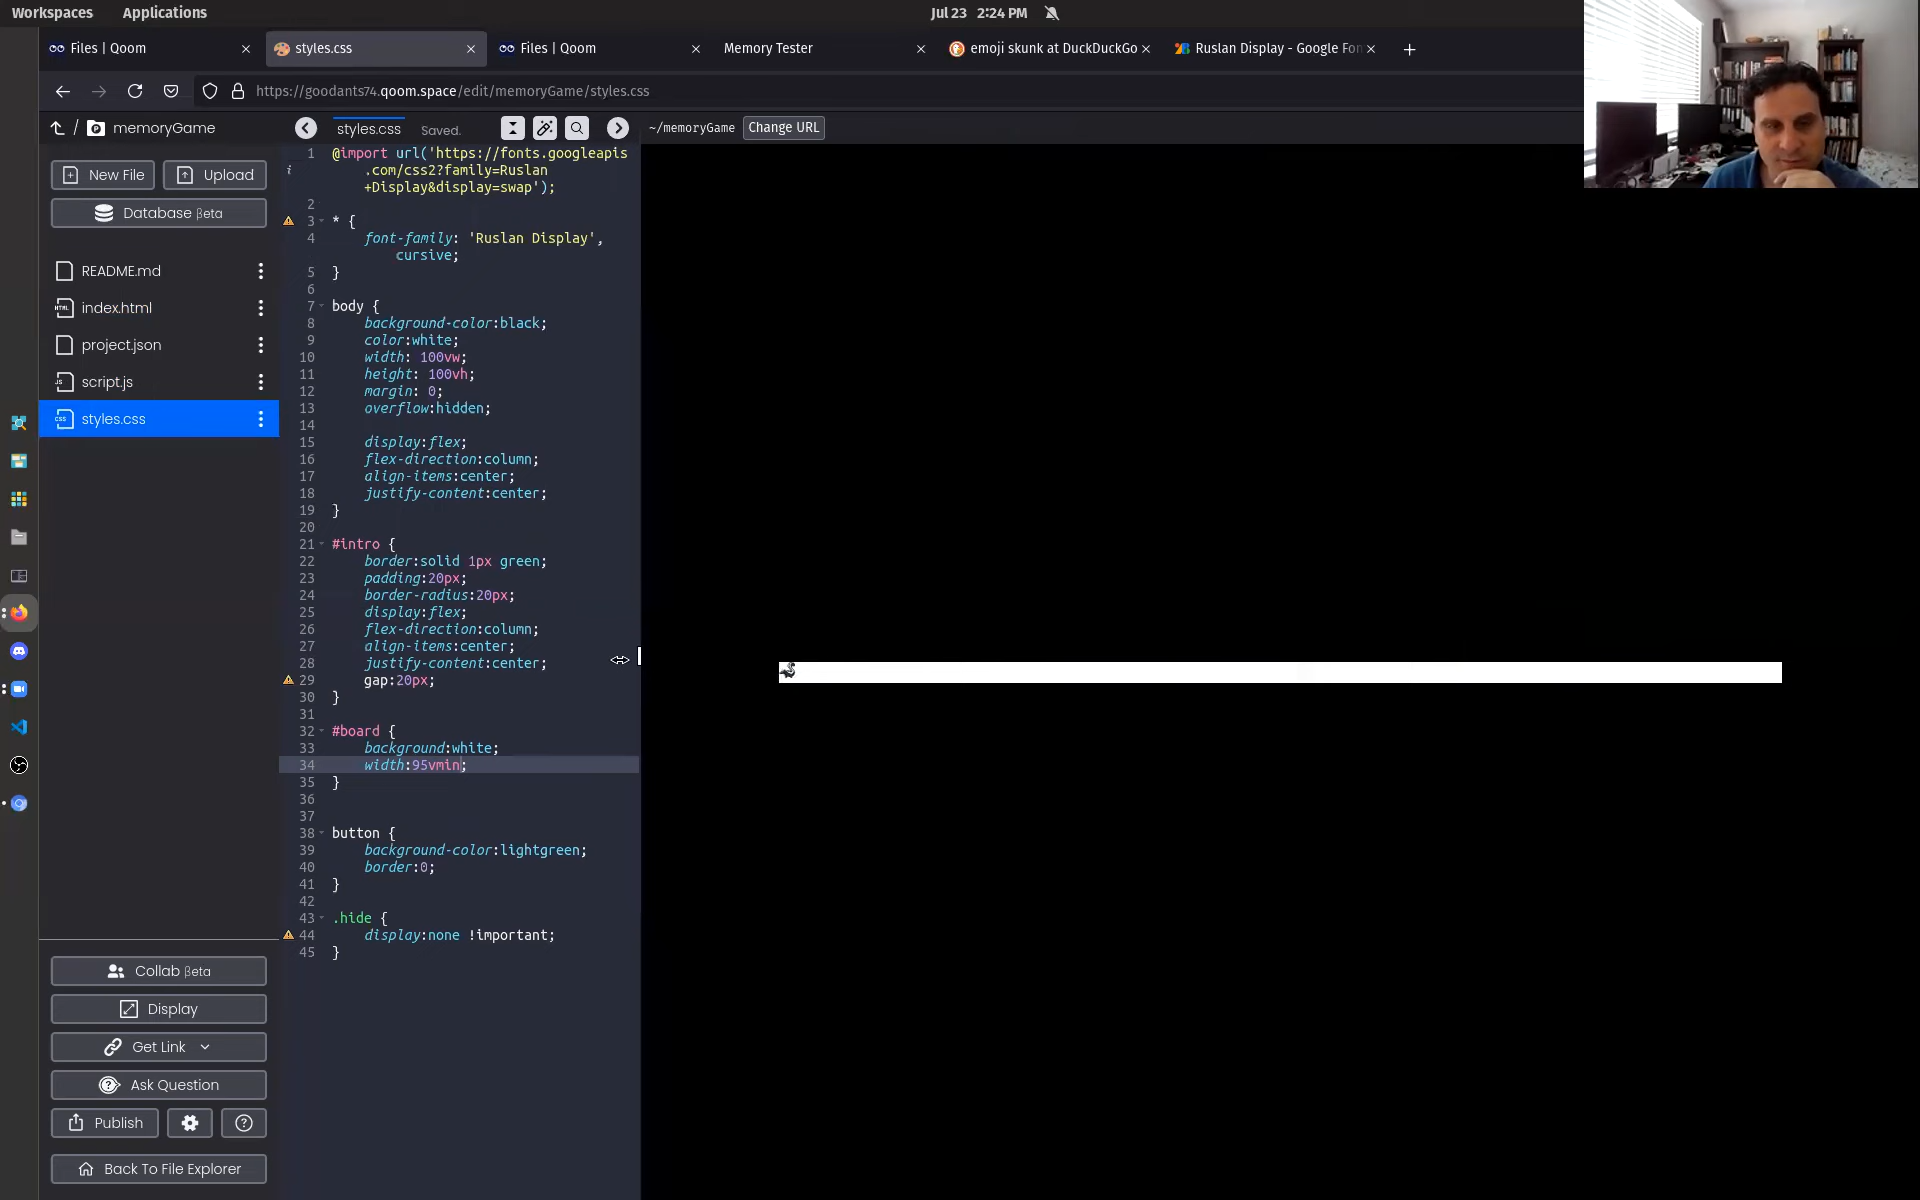 Workspaces Applications Jul 23 2:24 PM
Files | Qoom styles.css Files | Qoom Memory Tester emoji skunk at DuckDuckGo Ruslan Display - Google Fon
https://goodants74.qoom.space/edit/memoryGame/styles.css
/ memoryGame styles.css Saved. ~/memoryGame Change URL
New File Upload
Database βeta
README.md
index.html
project.json
script.js
styles.css
Collab βeta
Display
Get Link
Ask Question
Publish
Back To File Explorer
1 @import url('https://fonts.googleapis
.com/css2?family=Ruslan
+Display&display=swap');
2
3 * {
4 font-family: 'Ruslan Display',
cursive;
5 }
6
7 body {
8 background-color:black;
9 color:white;
10 width: 100vw;
11 height: 100vh;
12 margin: 0;
13 overflow:hidden;
14
15 display:flex;
16 flex-direction:column;
17 align-items:center;
18 justify-content:center;
19 }
20
21 #intro {
22 border:solid 1px green;
23 padding:20px;
24 border-radius:20px;
25 display:flex;
26 flex-direction:column;
27 align-items:center;
28 justify-content:center;
29 gap:20px;
30 }
31
32 #board {
33 background:white;
34 width:95vmin;
35 }
36
37
38 button {
39 background-color:lightgreen;
40 border:0;
41 }
42
43 .hide {
44 display:none !important;
45 }